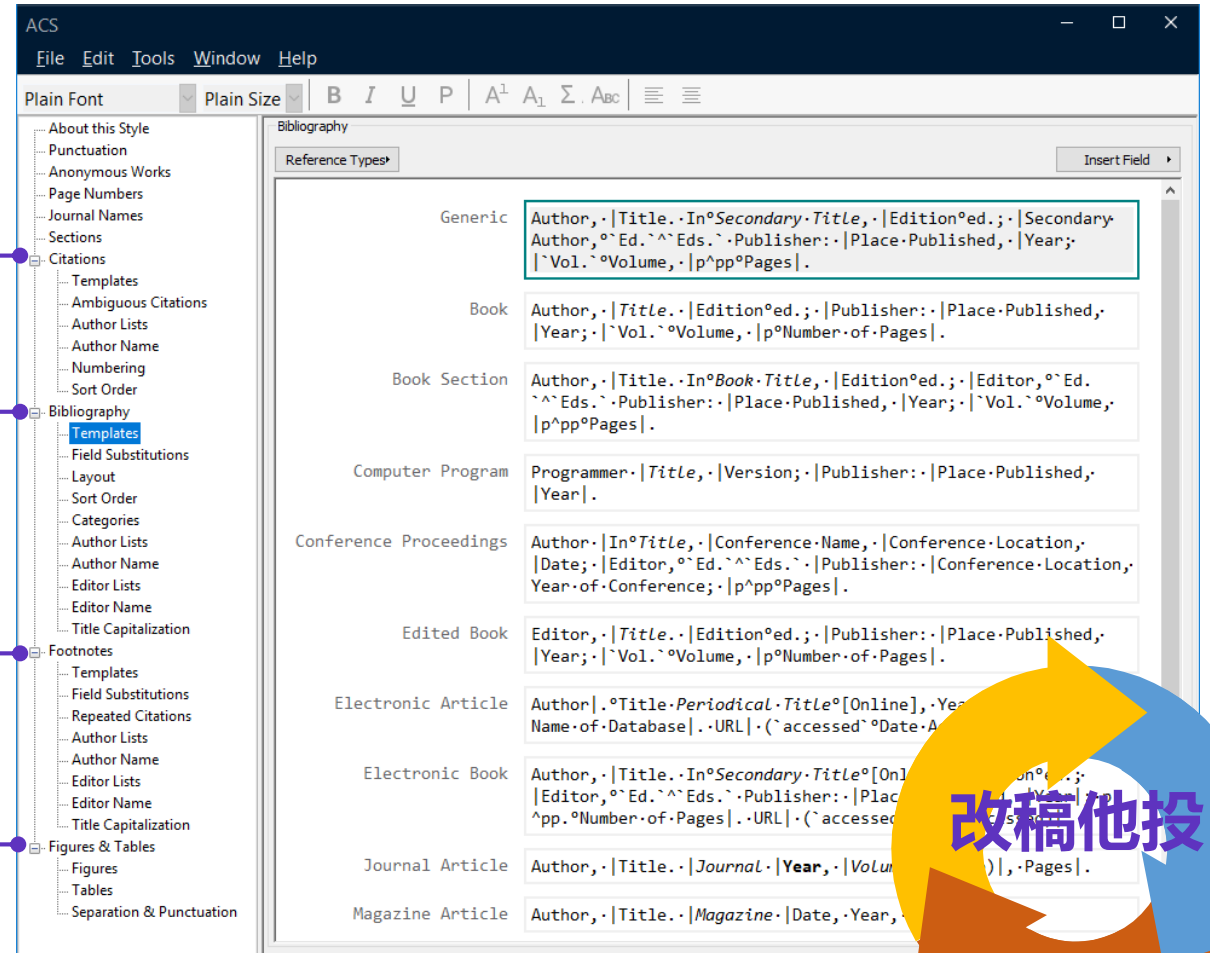 ACS
File Edit Tools Window Help
Plain Font Plain Size B I U P A1 A1 Σ ABC
About this Style
Punctuation
Anonymous Works
Page Numbers
Journal Names
Sections
Citations
Templates
Ambiguous Citations
Author Lists
Author Name
Numbering
Sort Order
Bibliography
Templates
Field Substitutions
Layout
Sort Order
Categories
Author Lists
Author Name
Editor Lists
Editor Name
Title Capitalization
Footnotes
Templates
Field Substitutions
Repeated Citations
Author Lists
Author Name
Editor Lists
Editor Name
Title Capitalization
Figures & Tables
Figures
Tables
Separation & Punctuation
Bibliography
Reference Types
Insert Field
Generic
Author,·|Title.·In°Secondary·Title,·|Edition°ed.;·|Secondary·
Author,°`Ed.`^`Eds.`·Publisher:·|Place·Published,·|Year;·
|`Vol.`°Volume,·|p^pp°Pages|.
Book
Author,·|Title.·|Edition°ed.;·|Publisher:·|Place·Published,·
|Year;·|`Vol.`°Volume,·|p°Number·of·Pages|.
Book Section
Author,·|Title.·In°Book·Title,·|Edition°ed.;·|Editor,°`Ed.
`^`Eds.`·Publisher:·|Place·Published,·|Year;·|`Vol.`°Volume,·
|p^pp°Pages|.
Computer Program
Programmer·|Title,·|Version;·|Publisher:·|Place·Published,·
|Year|.
Conference Proceedings
Author·|In°Title,·|Conference·Name,·|Conference·Location,·
|Date;·|Editor,°`Ed.`^`Eds.`·|Publisher:·|Conference·Location,·
Year·of·Conference;·|p^pp°Pages|.
Edited Book
Editor,·|Title.·|Edition°ed.;·|Publisher:·|Place·Published,·
|Year;·|`Vol.`°Volume,·|p°Number·of·Pages|.
Electronic Article
Author|.°Title·Periodical·Title°[Online],·
Name·of·Database|.·URL|·(`accessed`°Date·
Electronic Book
Author,·|Title.·In°Secondary·Title°
|Editor,°`Ed.`^`Eds.`·Publisher:·
^pp.°Number·of·Pages|.·URL|·
改稿他投
Journal Article
Author,·|Title.·|Journal·|Year,·| )|,·Pages|.
Magazine Article
Author,·|Title.·|Magazine·|Date,·Year,·